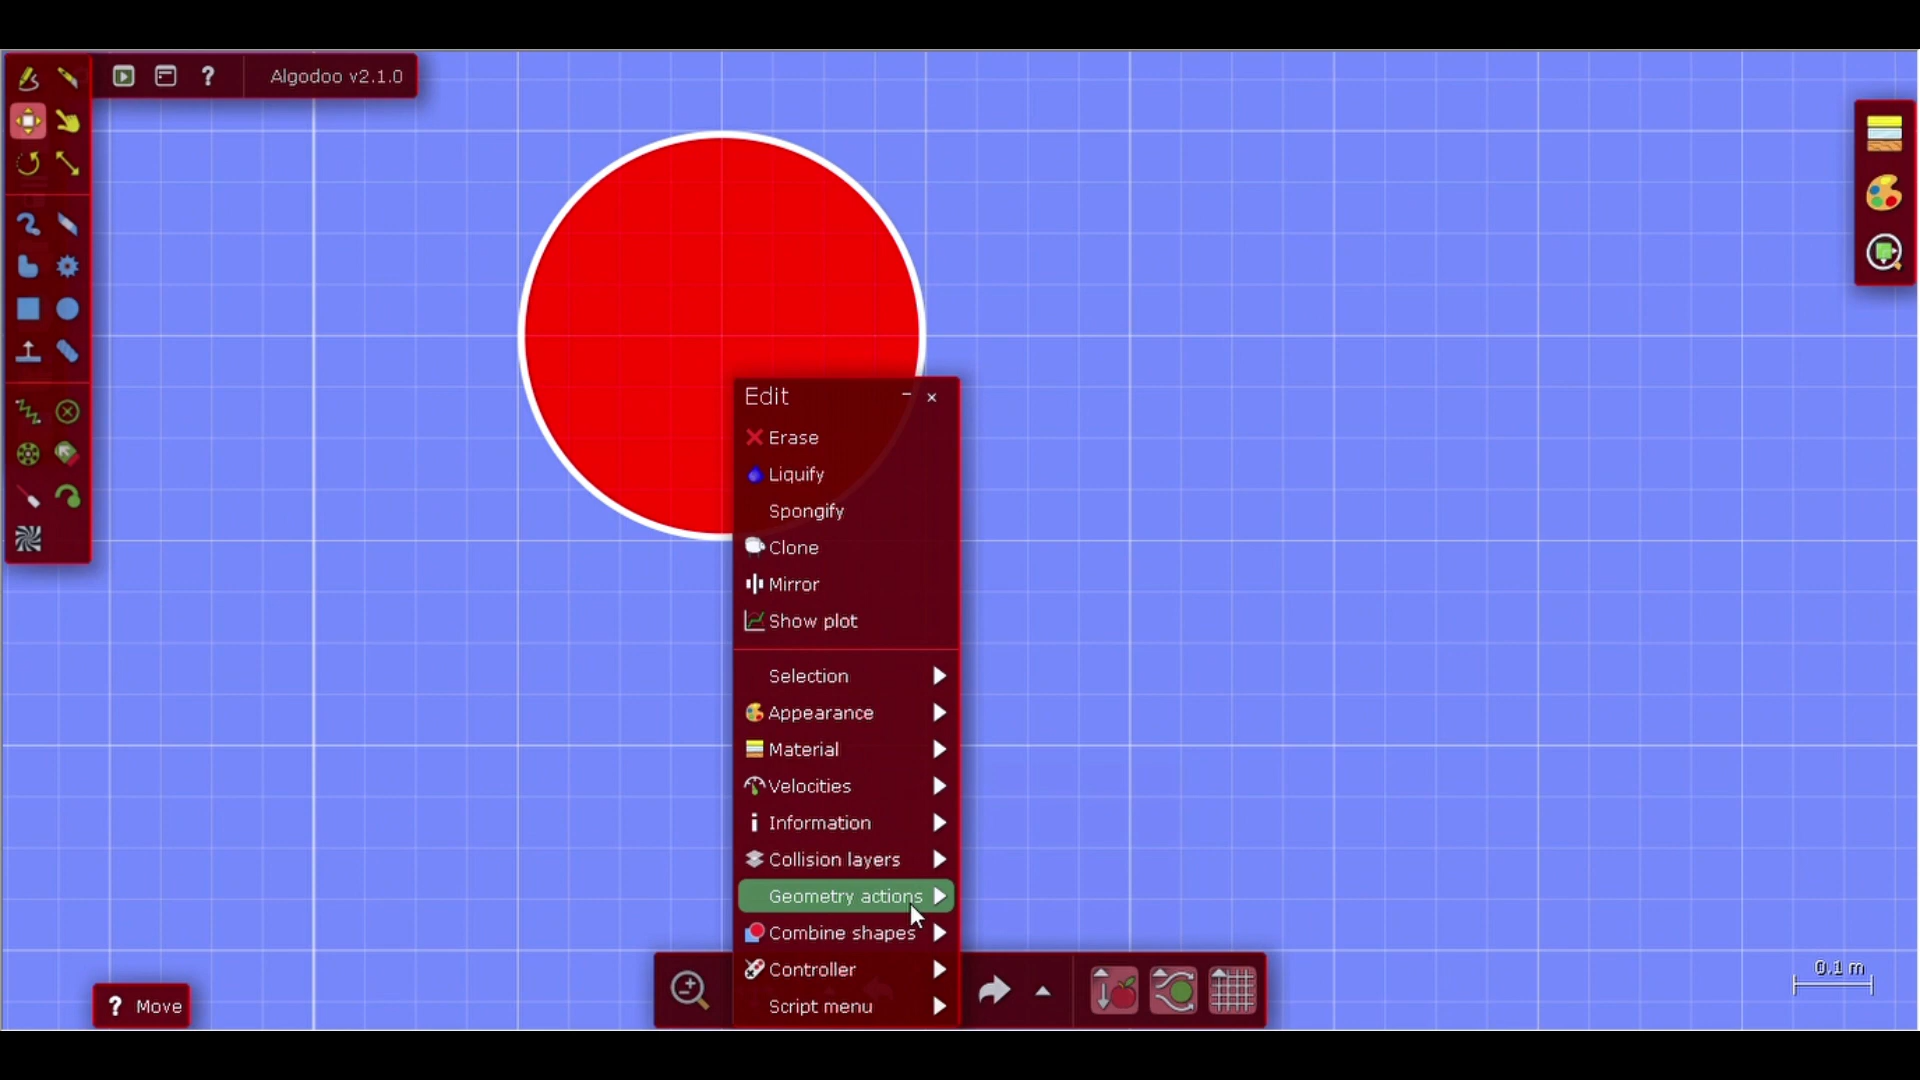 ? Algodoo v2.1.0
Edit
Erase
Liquify
Spongify
Clone
Mirror
Show plot
Selection
Appearance
Material
Velocities
Information
Collision layers
Geometry actions
Combine shapes
Controller
Script menu
? Move
0.1 m